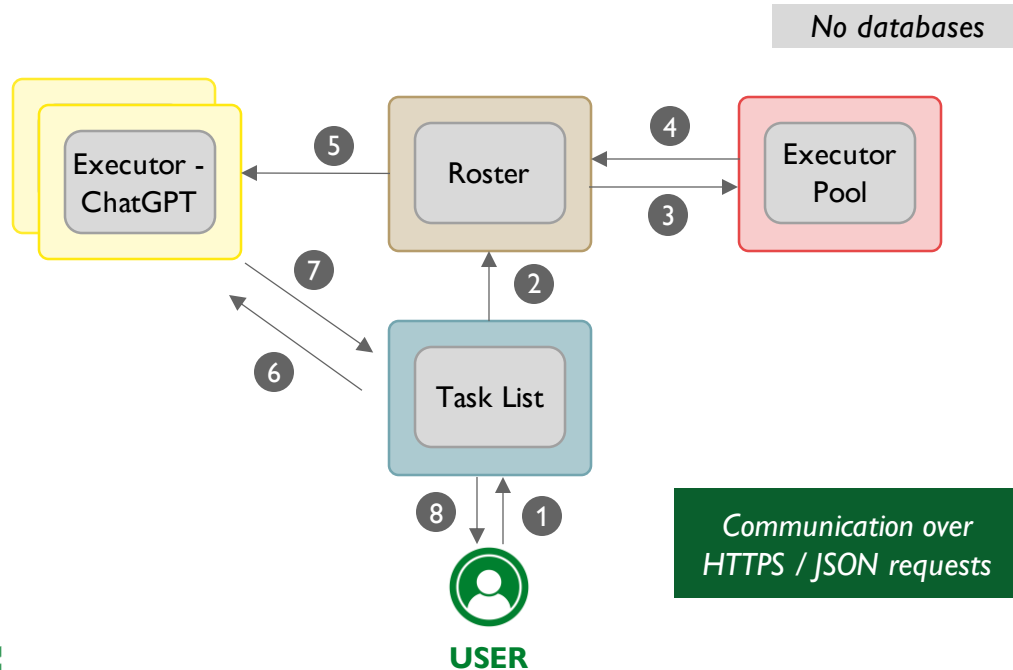 No databases
Executor -
ChatGPT
5
Roster
4
3
Executor
Pool
7
2
6
Task List
8
1
Communication over
HTTPS / JSON requests
USER